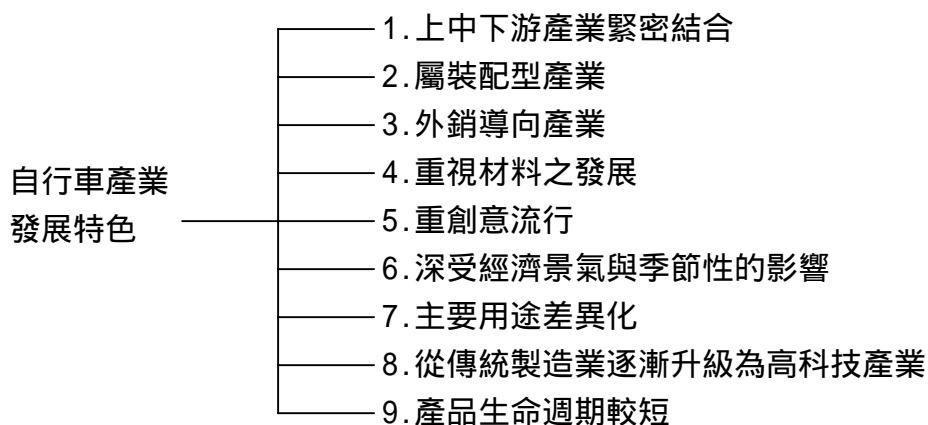 自行車產業
發展特色
1.上中下游產業緊密結合
2.屬裝配型產業
3.外銷導向產業
4.重視材料之發展
5.重創意流行
6.深受經濟景氣與季節性的影響
7.主要用途差異化
8.從傳統製造業逐漸升級為高科技產業
9.產品生命週期較短